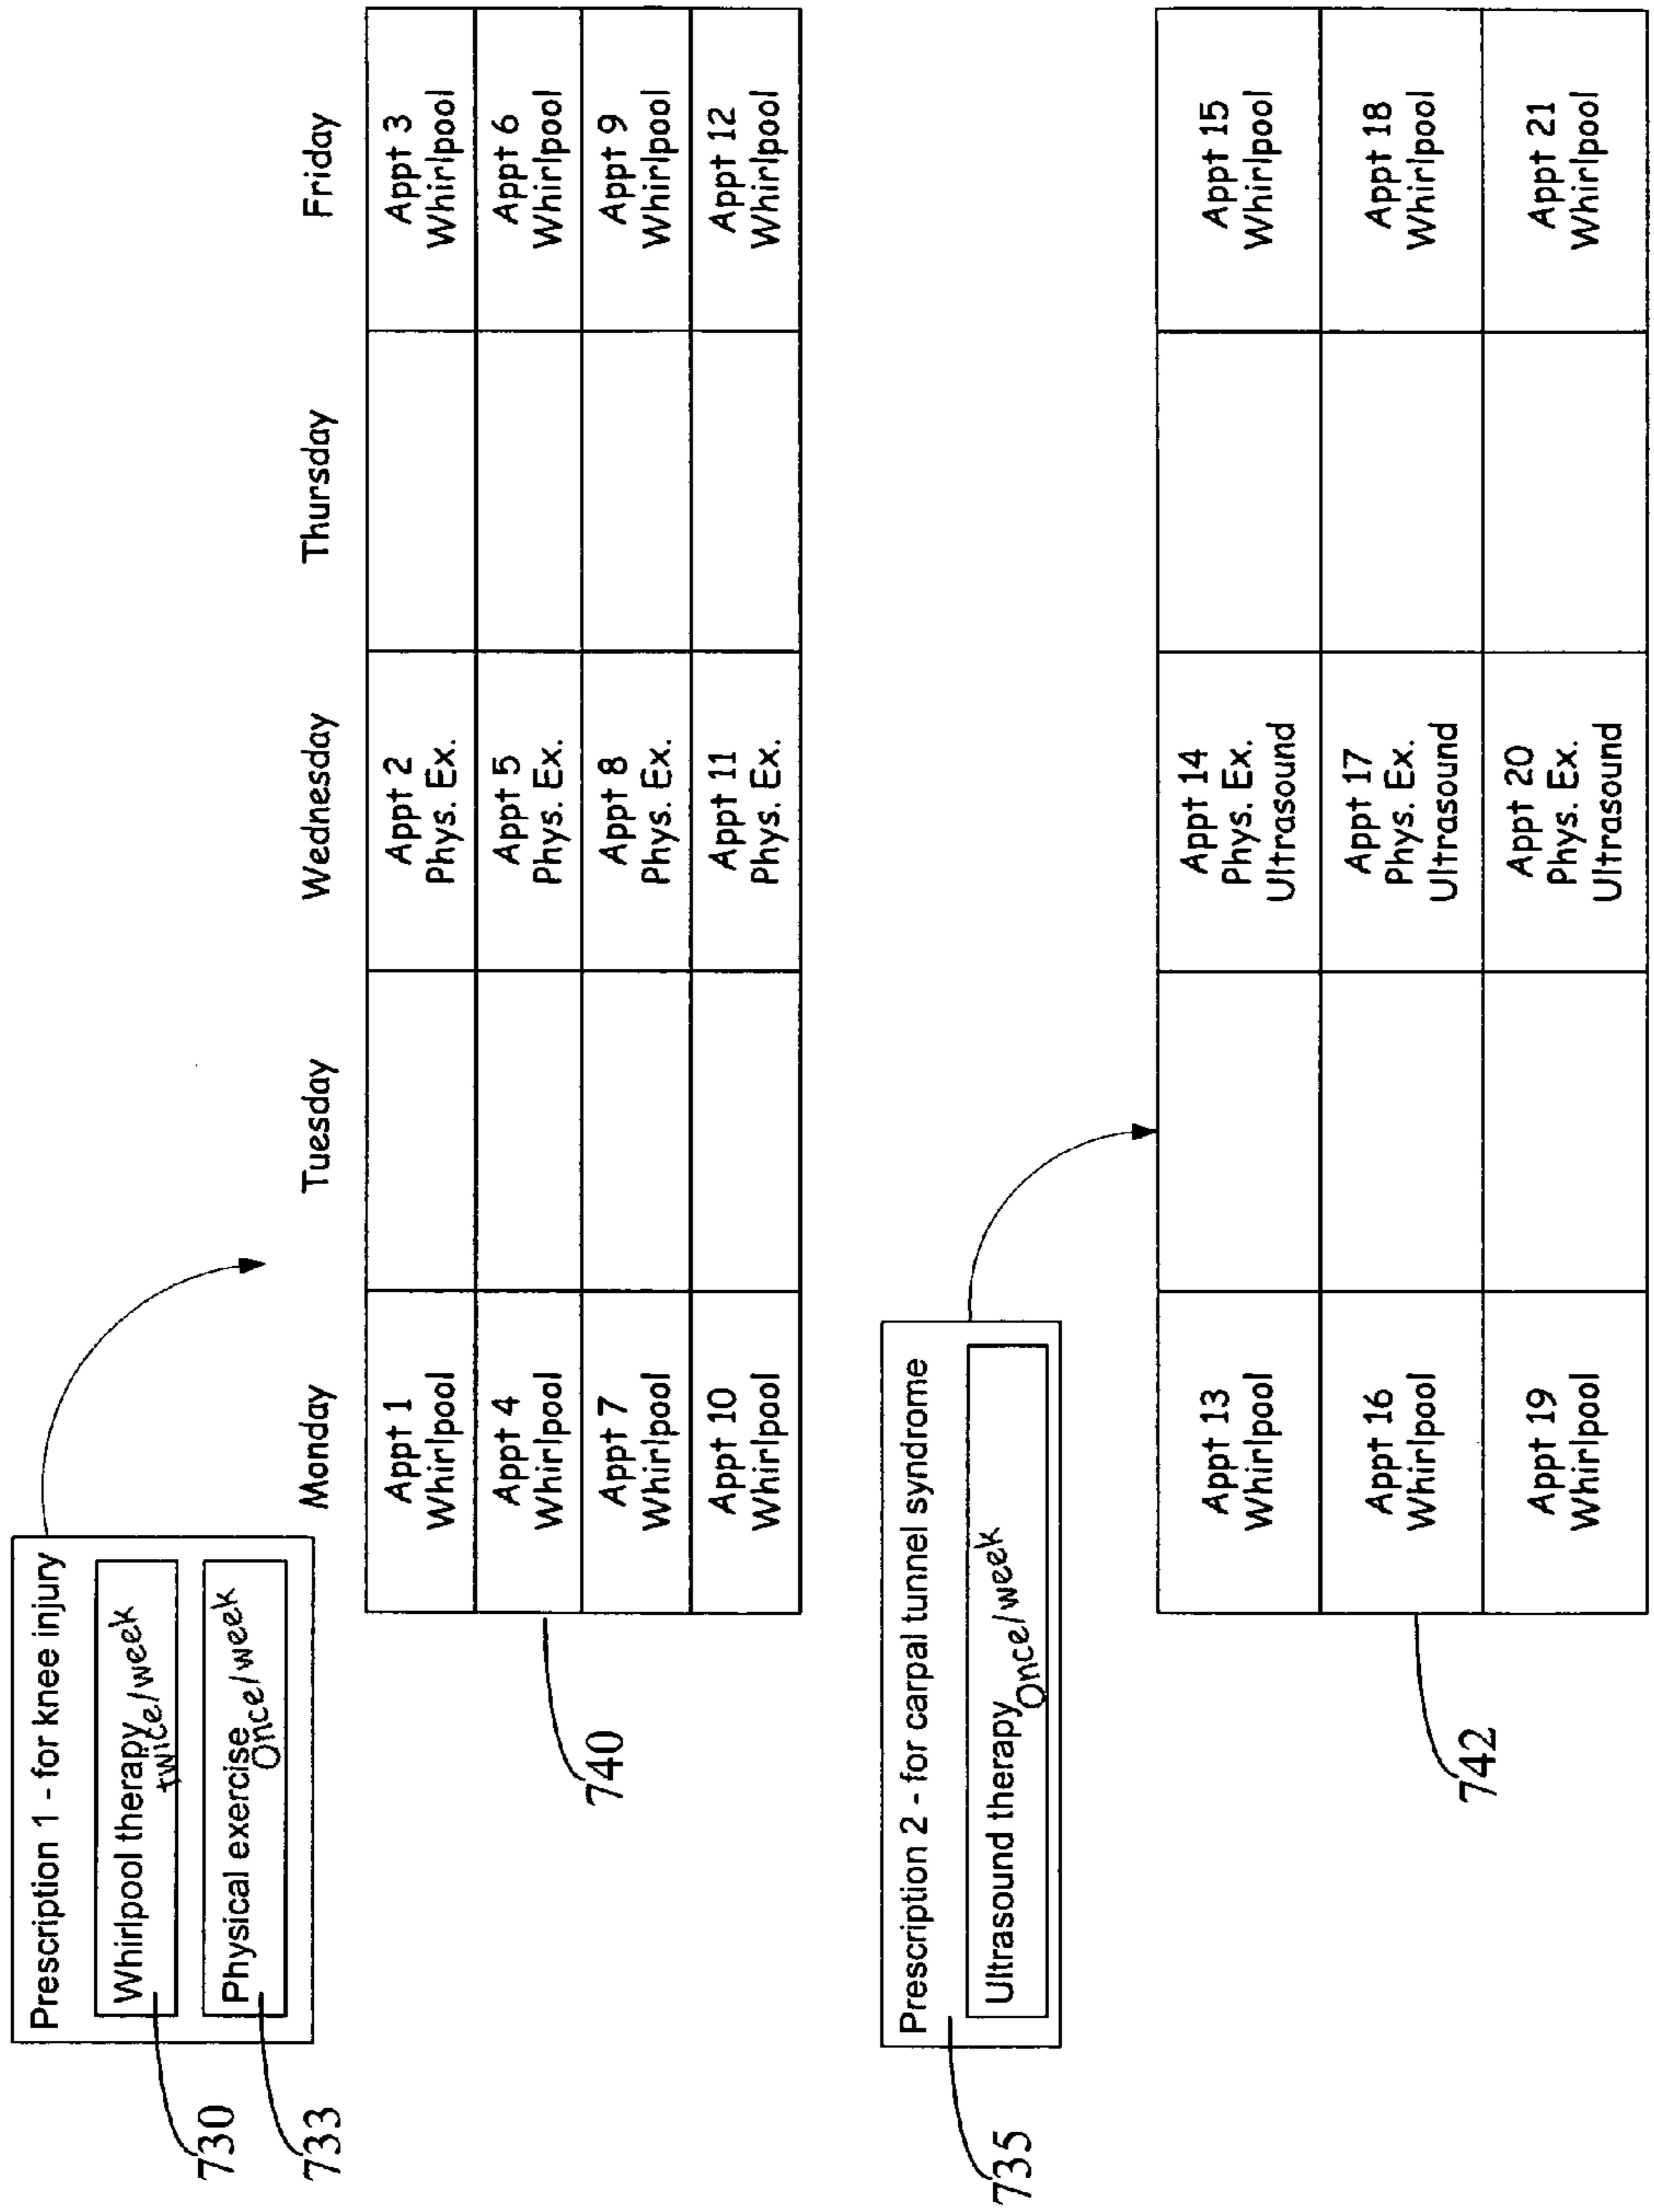 Prescription 1 - for knee injury
Whirlpool therapy twice/week
Physical exercise once/week
730
733
Monday Tuesday Wednesday Thursday Friday
Appt 1 Appt 2 Appt 3
Whirlpool Phys. Ex. Whirlpool
Appt 4 Appt 5 Appt 6
Whirlpool Phys. Ex. Whirlpool
Appt 7 Appt 8 Appt 9
Whirlpool Phys. Ex. Whirlpool
Appt 10 Appt 11 Appt 12
Whirlpool Phys. Ex. Whirlpool
740
Prescription 2 - for carpal tunnel syndrome
Ultrasound therapy once/week
735
Appt 13 Appt 14 Appt 15
Whirlpool Phys. Ex. Whirlpool
Ultrasound
Appt 16 Appt 17 Appt 18
Whirlpool Phys. Ex. Whirlpool
Ultrasound
Appt 19 Appt 20 Appt 21
Whirlpool Phys. Ex. Whirlpool
Ultrasound
742